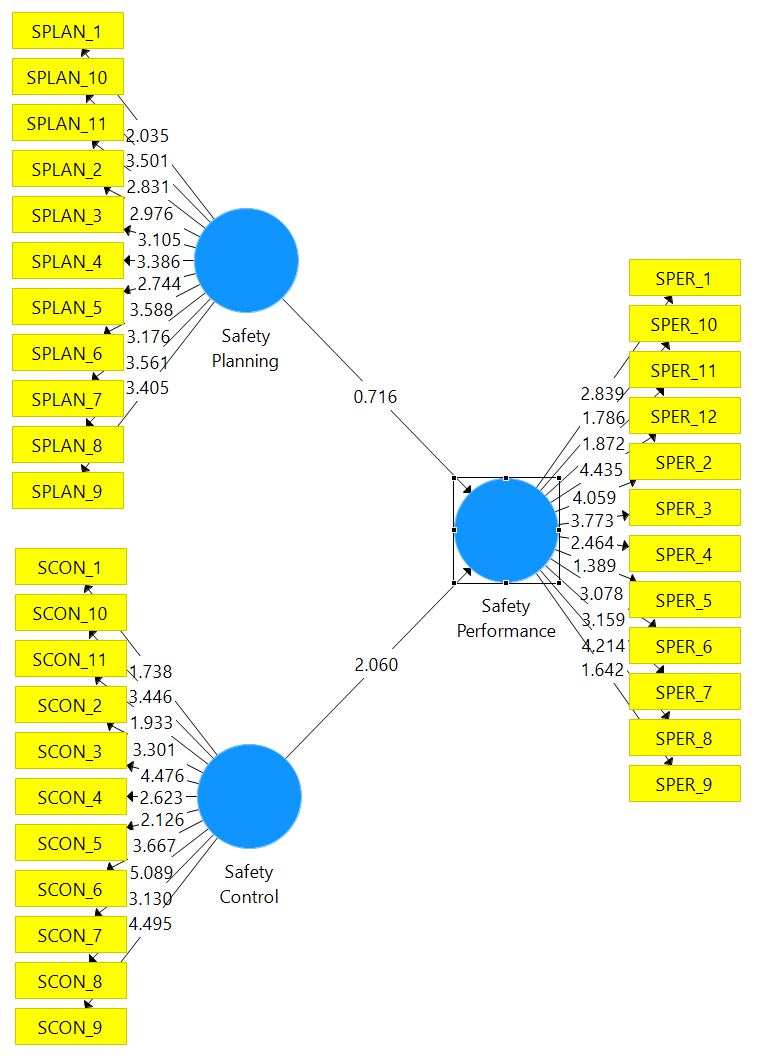 SPLAN_1
SPLAN_10
SPLAN_11
SPLAN_2
SPLAN_3
SPLAN_4
SPLAN_5
SPLAN_6
SPLAN_7
SPLAN_8
SPLAN_9
2.035
3.501
2.831
2.976
3.105
3.386
2.744
3.588
3.176
3.561
3.405
Safety
Planning
0.716
SCON_1
SCON_10
SCON_11
SCON_2
SCON_3
SCON_4
SCON_5
SCON_6
SCON_7
SCON_8
SCON_9
1.738
3.446
1.933
3.301
4.476
2.623
2.126
3.667
5.089
3.130
4.495
Safety
Control
2.060
Safety
Performance
2.839
1.786
1.872
4.435
4.059
3.773
2.464
1.389
3.078
3.159
4.214
1.642
SPER_1
SPER_10
SPER_11
SPER_12
SPER_2
SPER_3
SPER_4
SPER_5
SPER_6
SPER_7
SPER_8
SPER_9